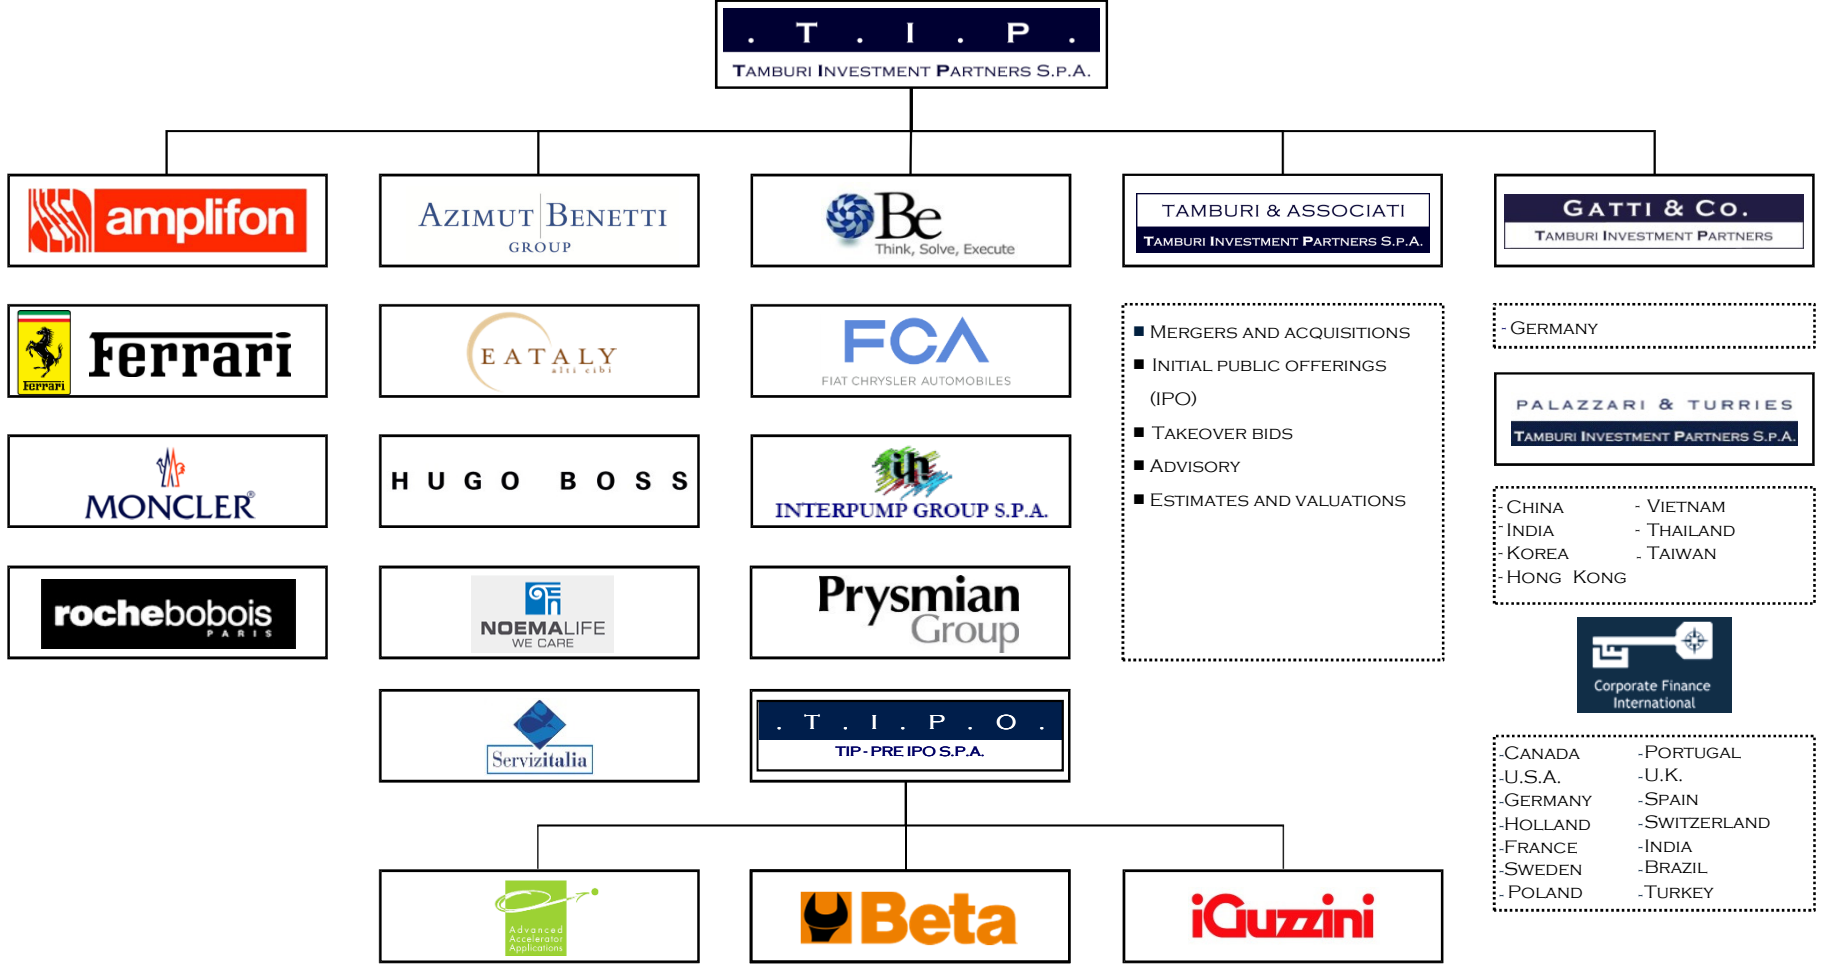 . T . I . P .
TAMBURI INVESTMENT PARTNERS S.P.A.
amplifon
AZIMUT BENETTI
GROUP
Be
Think, Solve, Execute
TAMBURI & ASSOCIATI
TAMBURI INVESTMENT PARTNERS S.P.A.
GATTI & CO.
TAMBURI INVESTMENT PARTNERS
Ferrari
Ferrari
EATALY
alti cibi
FCA
FIAT CHRYSLER AUTOMOBILES
■ MERGERS AND ACQUISITIONS
■ INITIAL PUBLIC OFFERINGS
(IPO)
■ TAKEOVER BIDS
■ ADVISORY
■ ESTIMATES AND VALUATIONS
- GERMANY
PALAZZARI & TURRIES
TAMBURI INVESTMENT PARTNERS S.P.A.
MONCLER®
HUGO BOSS
ih
INTERPUMP GROUP S.P.A.
- CHINA
- INDIA
- KOREA
- HONG KONG
- VIETNAM
- THAILAND
- TAIWAN
rochebobois
PARIS
NOEMALIFE
WE CARE
Prysmian
Group
Corporate Finance
International
Servizitalia
. T . I . P . O .
TIP - PRE IPO S.P.A.
-CANADA
-U.S.A.
-GERMANY
-HOLLAND
-FRANCE
-SWEDEN
- POLAND
-PORTUGAL
-U.K.
-SPAIN
-SWITZERLAND
-INDIA
-BRAZIL
-TURKEY
Advanced
Accelerator
Applications
Beta
iGuzzini